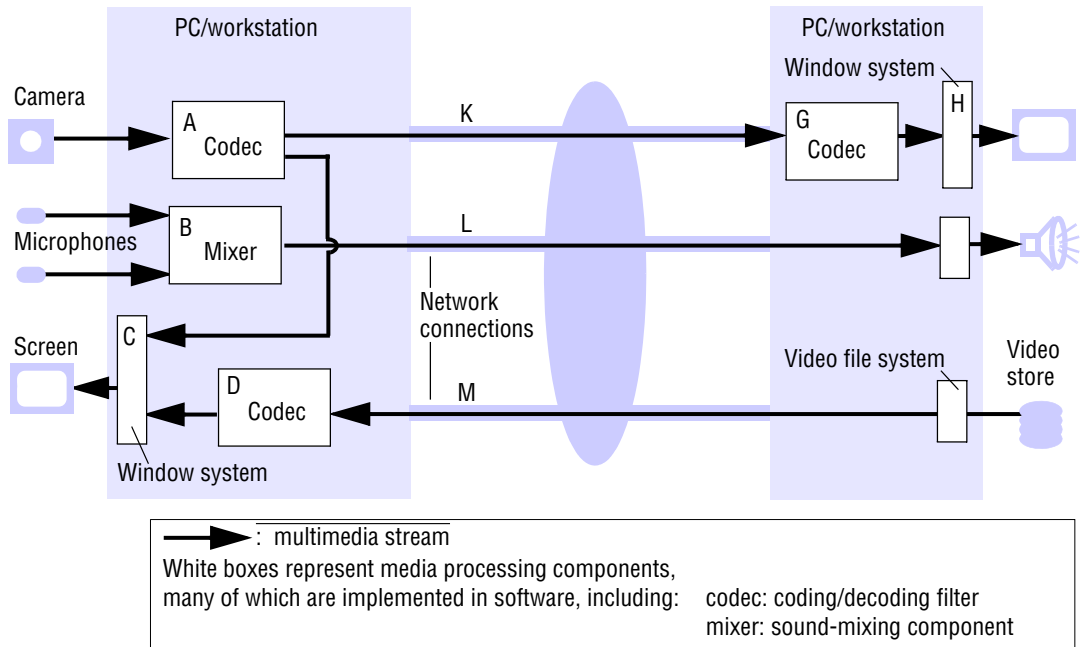 PC/workstation
PC/workstation
Window system
Camera
K
H
A
Codec
G
Codec
Microphones
B
Mixer
L
Network
connections
Screen
C
Video file system
Video
store
D
Codec
M
Window system
: multimedia stream
White boxes represent media processing components,
many of which are implemented in software, including:
codec: coding/decoding filter
mixer: sound-mixing component